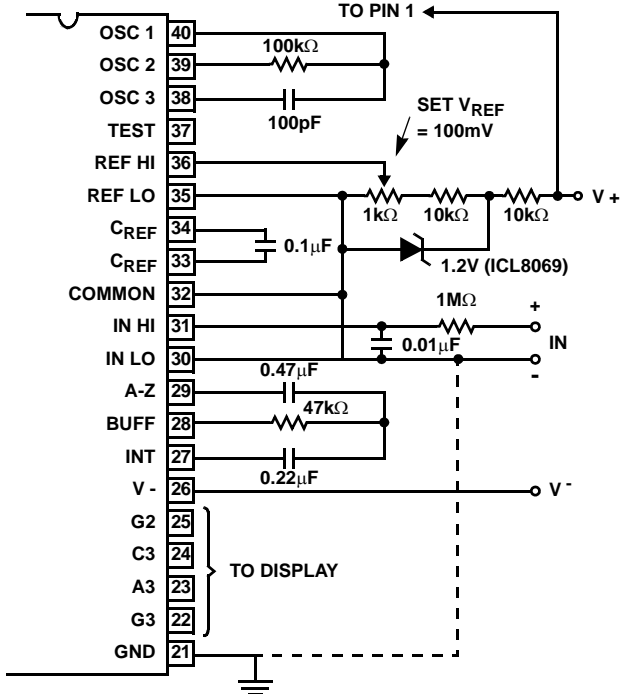 TO PIN 1
OSC 1 40
100kΩ
OSC 2 39
OSC 3 38
100pF
SET VREF
= 100mV
TEST 37
REF HI 36
REF LO 35
V +
1kΩ 10kΩ 10kΩ
CREF 34
0.1µF
1.2V (ICL8069)
CREF 33
COMMON 32
1MΩ
+
IN HI 31
0.01µF
IN
IN LO 30
-
0.47µF
A-Z 29
47kΩ
BUFF 28
INT 27
0.22µF
V - 26
V -
G2 25
C3 24
TO DISPLAY
A3 23
G3 22
GND 21